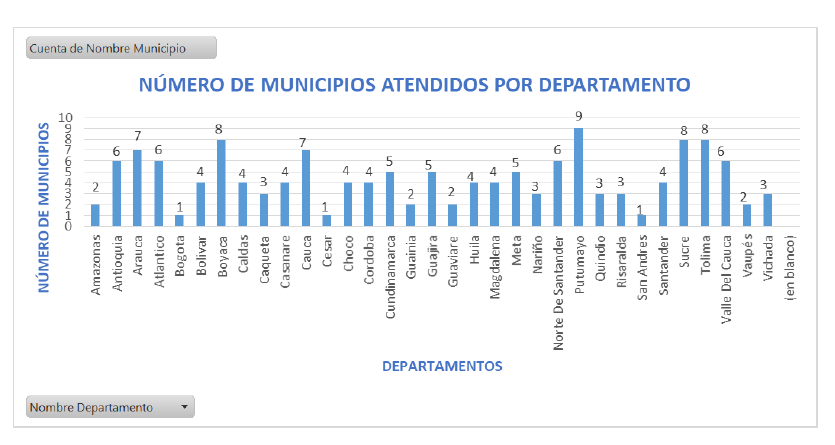 Cuenta de Nombre Municipio
NÚMERO DE MUNICIPIOS ATENDIDOS POR DEPARTAMENTO
NÚMERO DE MUNICIPIOS
10
9
8
7
6
5
4
3
2
1
0
2 6 7 6 1 4 8 4 3 4 7 1 4 4 5 2 5 2 4 4 5 3 6 9 3 3 1 4 8 8 6 2 3
Amazonas
Antioquia
Arauca
Atlantico
Bogota
Bolivar
Boyaca
Caldas
Caqueta
Casanare
Cauca
Cesar
Choco
Cordoba
Cundinamarca
Guainia
Guajira
Guaviare
Huila
Magdalena
Meta
Nariño
Norte De Santander
Putumayo
Quindio
Risaralda
San Andres
Santander
Sucre
Tolima
Valle Del Cauca
Vaupés
Vichada
(en blanco)
DEPARTAMENTOS
Nombre Departamento